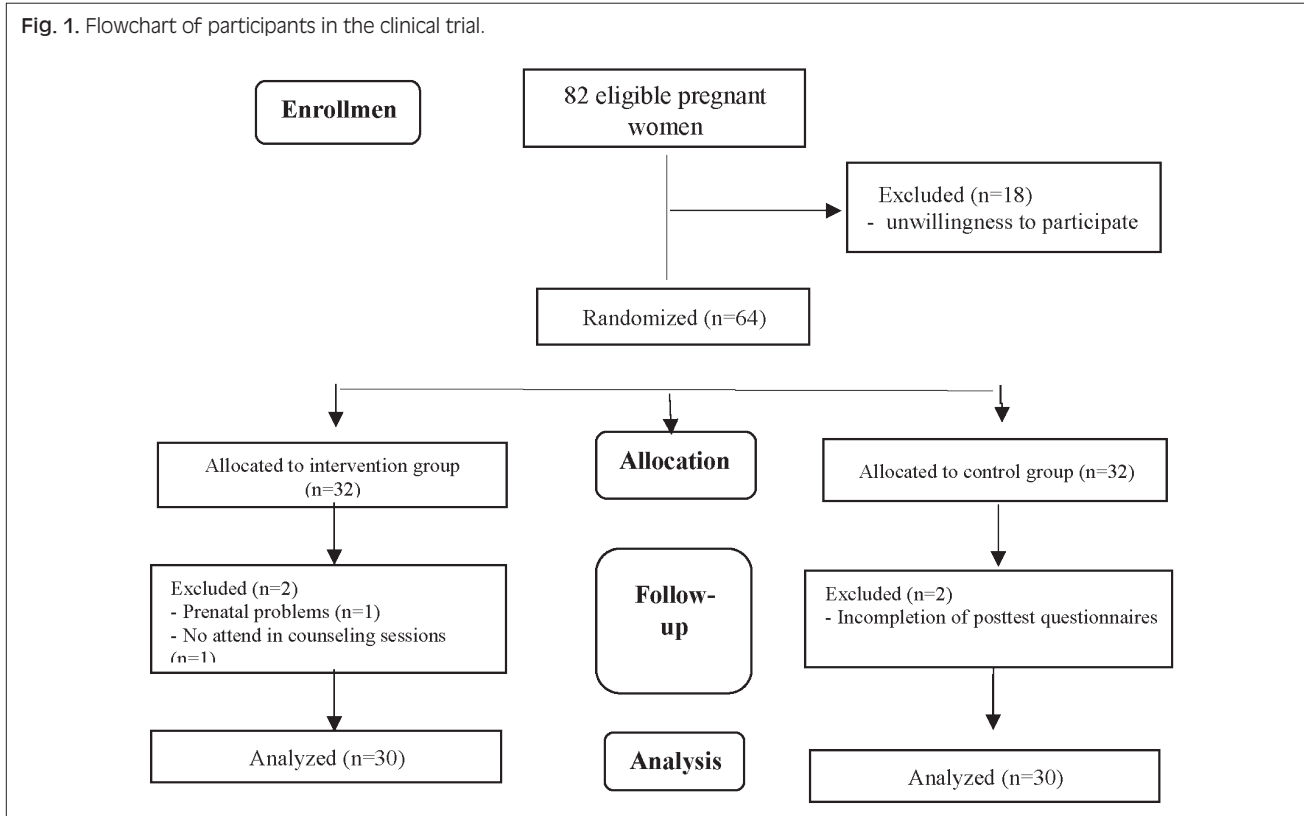 Fig. 1. Flowchart of participants in the clinical trial.
Enrollmen
82 eligible pregnant
women
Excluded (n=18)
- unwillingness to participate
Randomized (n=64)
Allocated to intervention group
(n=32)
Allocation
Allocated to control group (n=32)
Excluded (n=2)
- Prenatal problems (n=1)
- No attend in counseling sessions
(n=1)
Follow-
up
Excluded (n=2)
- Incompletion of posttest questionnaires
Analyzed (n=30)
Analysis
Analyzed (n=30)